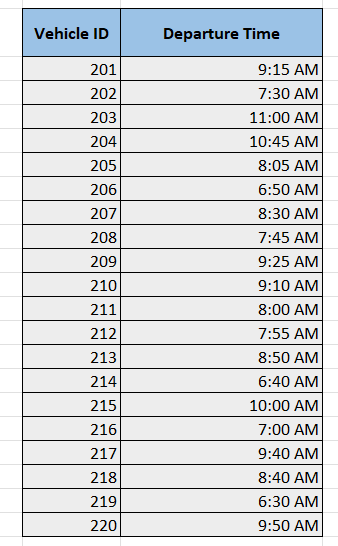 Vehicle ID Departure Time
201 9:15 AM
202 7:30 AM
203 11:00 AM
204 10:45 AM
205 8:05 AM
206 6:50 AM
207 8:30 AM
208 7:45 AM
209 9:25 AM
210 9:10 AM
211 8:00 AM
212 7:55 AM
213 8:50 AM
214 6:40 AM
215 10:00 AM
216 7:00 AM
217 9:40 AM
218 8:40 AM
219 6:30 AM
220 9:50 AM